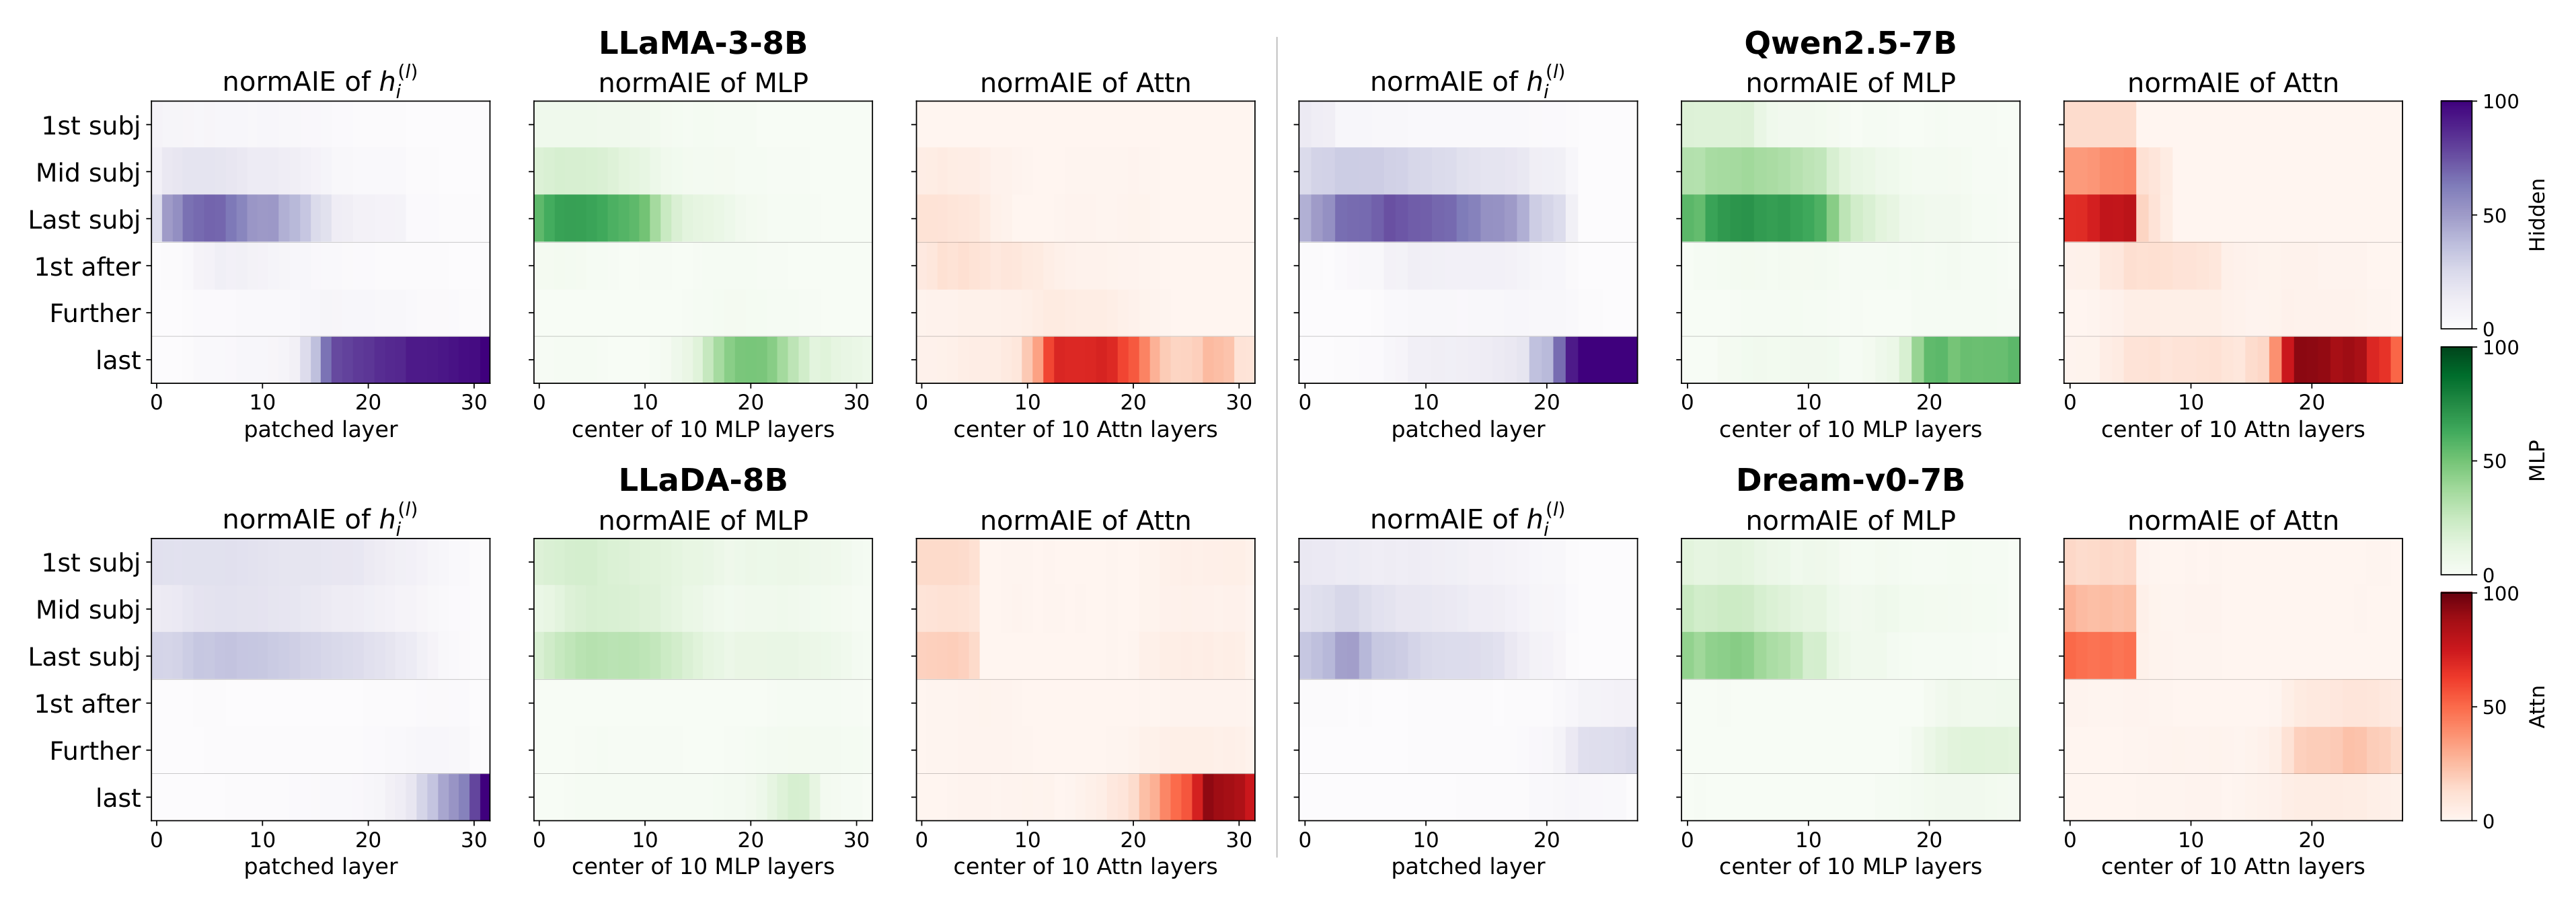 LLaMA-3-8B
Qwen2.5-7B
normAIE of h_i^{(l)}
normAIE of MLP
normAIE of Attn
normAIE of h_i^{(l)}
normAIE of MLP
normAIE of Attn
1st subj
Mid subj
Last subj
1st after
Further
last
0 10 20 30
0 10 20 30
0 10 20 30
0 10 20
0 10 20
0 10 20
patched layer
center of 10 MLP layers
center of 10 Attn layers
patched layer
center of 10 MLP layers
center of 10 Attn layers
LLaDA-8B
Dream-v0-7B
normAIE of h_i^{(l)}
normAIE of MLP
normAIE of Attn
normAIE of h_i^{(l)}
normAIE of MLP
normAIE of Attn
1st subj
Mid subj
Last subj
1st after
Further
last
0 10 20 30
0 10 20 30
0 10 20 30
0 10 20
0 10 20
0 10 20
patched layer
center of 10 MLP layers
center of 10 Attn layers
patched layer
center of 10 MLP layers
center of 10 Attn layers
100
50
0
Hidden
100
50
0
MLP
100
50
0
Attn